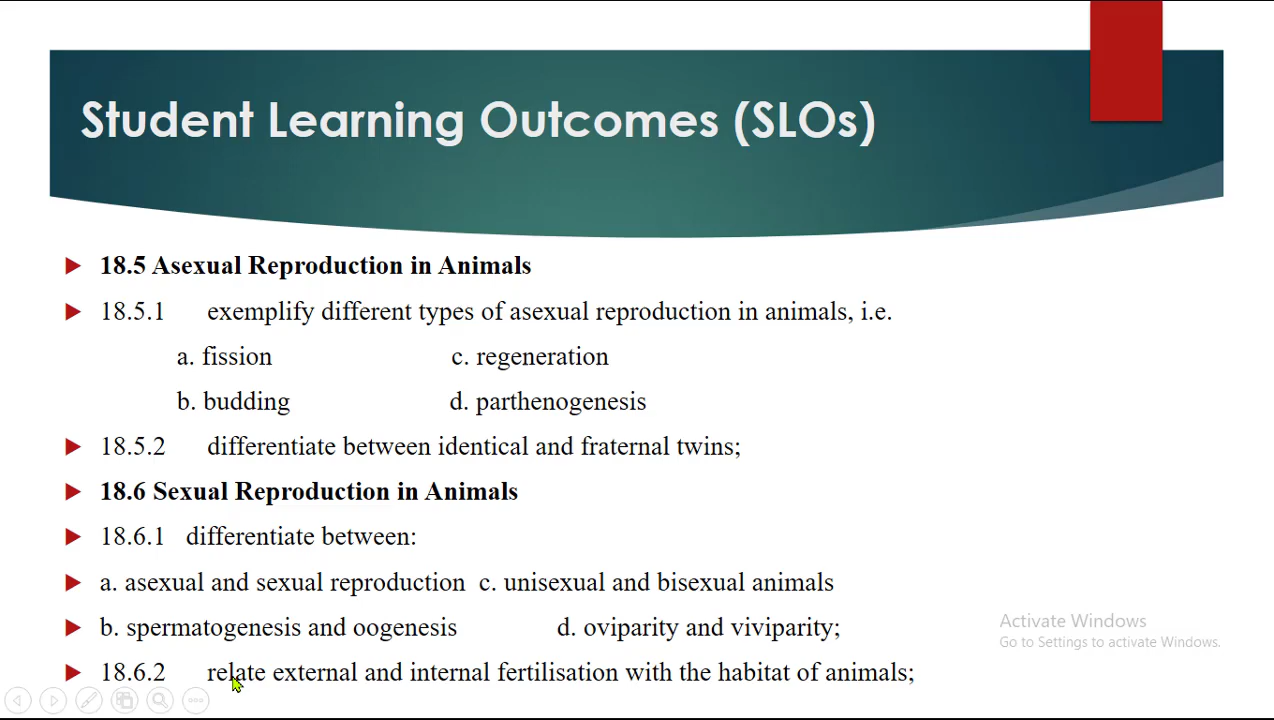 Student Learning Outcomes (SLOs)
18.5 Asexual Reproduction in Animals
18.5.1 exemplify different types of asexual reproduction in animals, i.e.
a. fission c. regeneration
b. budding d. parthenogenesis
18.5.2 differentiate between identical and fraternal twins;
18.6 Sexual Reproduction in Animals
18.6.1 differentiate between:
a. asexual and sexual reproduction c. unisexual and bisexual animals
b. spermatogenesis and oogenesis d. oviparity and viviparity;
18.6.2 relate external and internal fertilisation with the habitat of animals;
Activate Windows
Go to Settings to activate Windows.